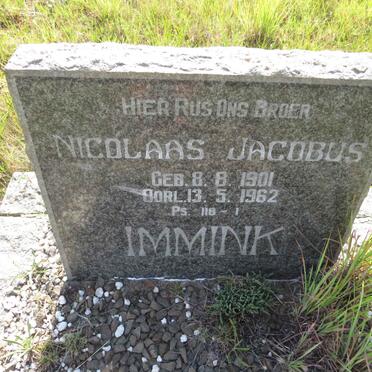 HIER RUS ONS BROER
NICOLAAS JACOBUS
GEB. 8. 8. 1901
OORL. 13. 5. 1962
PS. 116 - 1
IMMINK